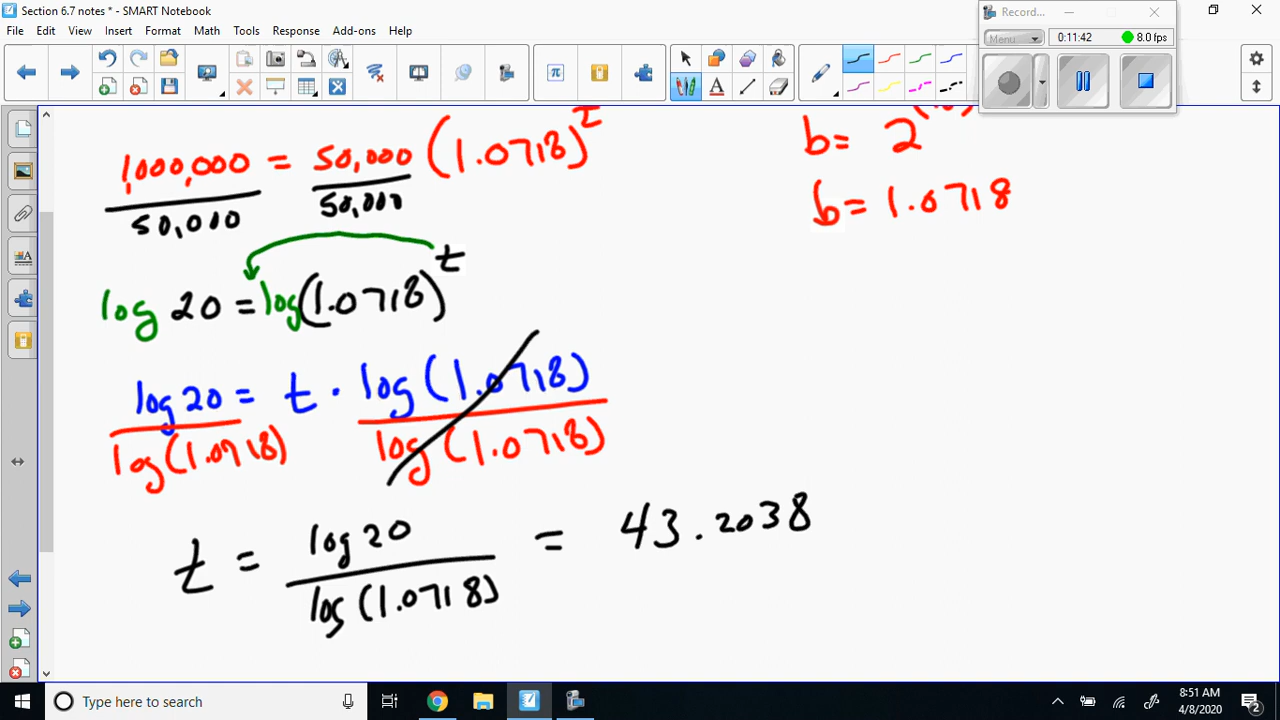 Section 6.7 notes * - SMART Notebook
Record...
File Edit View Insert Format Math Tools Response Add-ons Help
Menu 0:11:42 8.0 fps
b= 2
1,000,000 = 50,000 (1.0718)^t
50,000 50,000
b= 1.0718
log 20 = log(1.0718)^t
log 20 = t · log (1.0718)
log(1.0718) log (1.0718)
t = log 20 = 43.2038
log (1.0718)
Type here to search
8:51 AM
4/8/2020
2